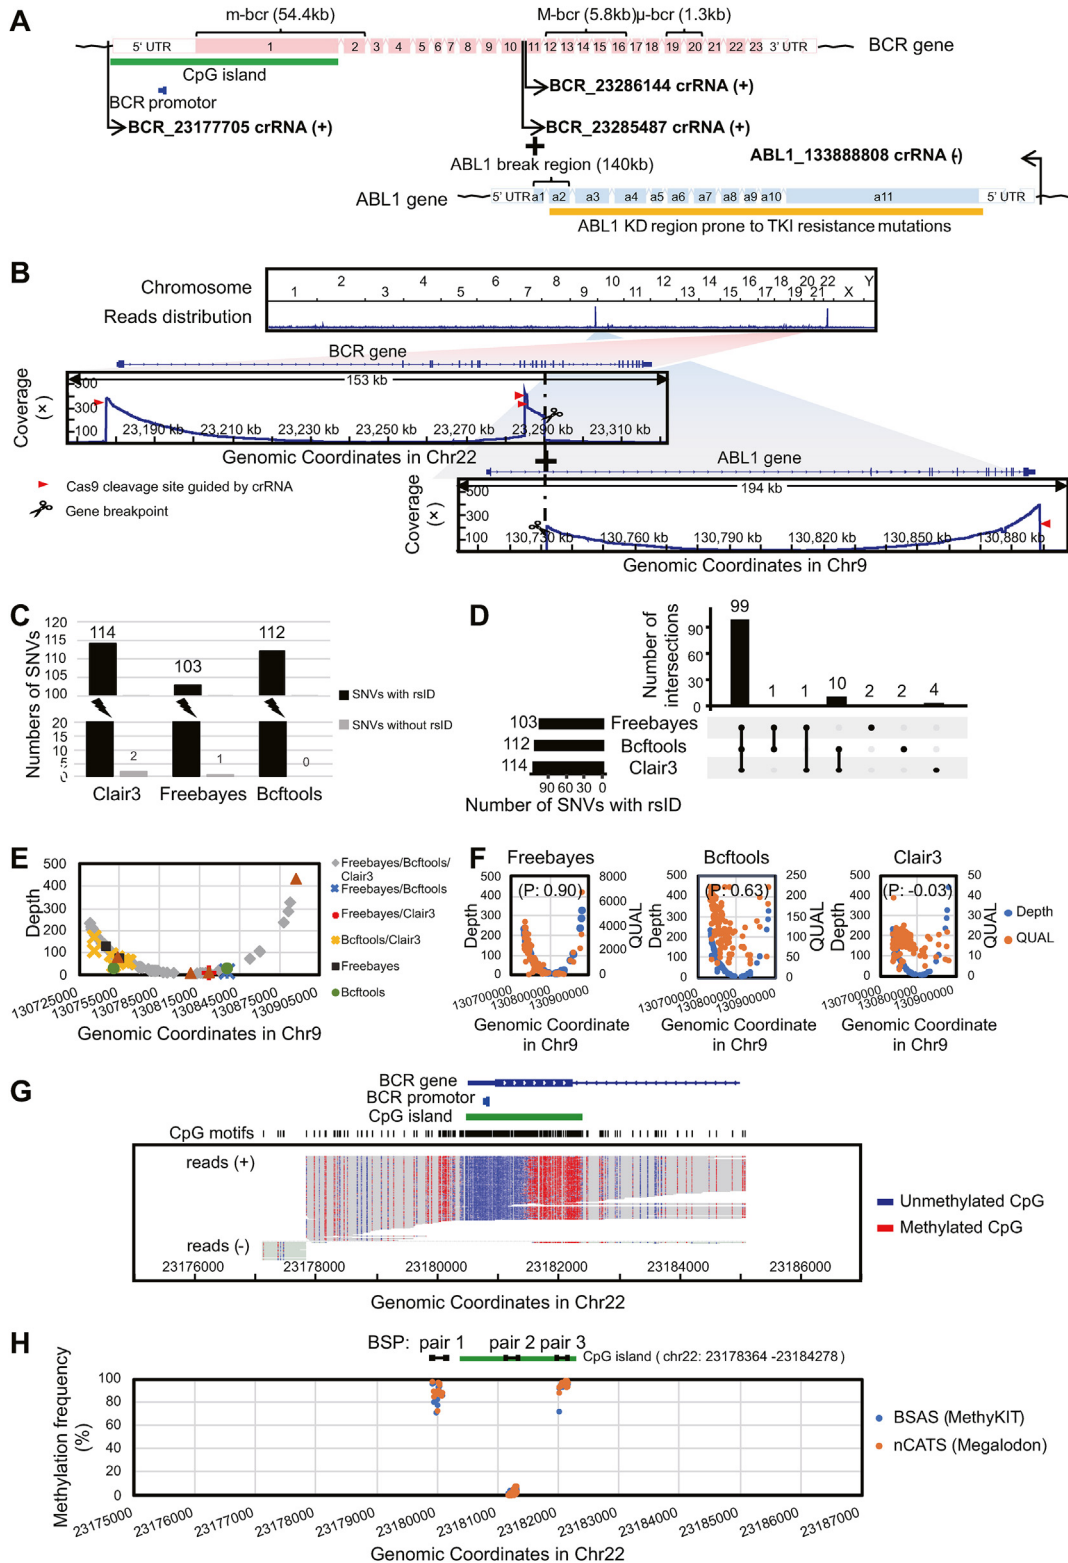 A
m-bcr (54.4kb)
M-bcr (5.8kb)
μ-bcr (1.3kb)
5' UTR 1 2 3 4 5 6 7 8 9 10 11 12 13 14 15 16 17 18 19 20 21 22 23 3' UTR
BCR gene
CpG island
BCR promotor
BCR_23177705 crRNA (+)
BCR_23286144 crRNA (+)
BCR_23285487 crRNA (+)
ABL1_133888808 crRNA (-)
ABL1 break region (140kb)
ABL1 gene
5' UTR a1 a2 a3 a4 a5 a6 a7 a8 a9 a10 a11 5' UTR
ABL1 KD region prone to TKI resistance mutations
B
Chromosome
1 2 3 4 5 6 7 8 9 10 11 12 13 14 15 16 17 18 19 20 21 22 X Y
Reads distribution
BCR gene
153 kb
Coverage
(×)
500
300
100
23,190 kb 23,210 kb 23,230 kb 23,250 kb 23,270 kb 23,290 kb 23,310 kb
Genomic Coordinates in Chr22
Cas9 cleavage site guided by crRNA
Gene breakpoint
ABL1 gene
194 kb
Coverage
(×)
500
300
100
130,730 kb 130,760 kb 130,790 kb 130,820 kb 130,850 kb 130,880 kb
Genomic Coordinates in Chr9
C
Numbers of SNVs
120
115
110
105
100
20
15
10
5
114
103
112
2
1
0
Clair3 Freebayes Bcftools
SNVs with rsID
SNVs without rsID
D
Number of
intersections
90
60
30
0
99 1 1 10 2 2 4
103 Freebayes
112 Bcftools
114 Clair3
90 60 30 0
Number of SNVs with rsID
E
Depth
500
400
300
200
100
0
130725000 130755000 130785000 130815000 130845000 130875000 130905000
Genomic Coordinates in Chr9
Freebayes/Bcftools/
Clair3
Freebayes/Bcftools
Freebayes/Clair3
Bcftools/Clair3
Freebayes
Bcftools
F
Freebayes
(P: 0.90)
Depth
500
400
300
200
100
0
QUAL
8000
6000
4000
2000
0
130700000 130800000 130900000
Genomic Coordinate
in Chr9
Bcftools
(P: 0.63)
Depth
500
400
300
200
100
0
QUAL
250
200
150
100
50
0
130700000 130800000 130900000
Genomic Coordinate
in Chr9
Clair3
(P: -0.03)
Depth
500
400
300
200
100
0
QUAL
50
40
30
20
10
0
130700000 130800000 130900000
Genomic Coordinate
in Chr9
Depth
QUAL
G
BCR gene
BCR promotor
CpG island
CpG motifs
reads (+)
reads (-)
Unmethylated CpG
Methylated CpG
23176000 23178000 23180000 23182000 23184000 23186000
Genomic Coordinates in Chr22
H
BSP: pair 1 pair 2 pair 3
CpG island ( chr22: 23178364 -23184278 )
Methylation frequency
(%)
100
80
60
40
20
0
BSAS (MethyKIT)
nCATS (Megalodon)
23175000 23176000 23177000 23178000 23179000 23180000 23181000 23182000 23183000 23184000 23185000 23186000 23187000
Genomic Coordinates in Chr22